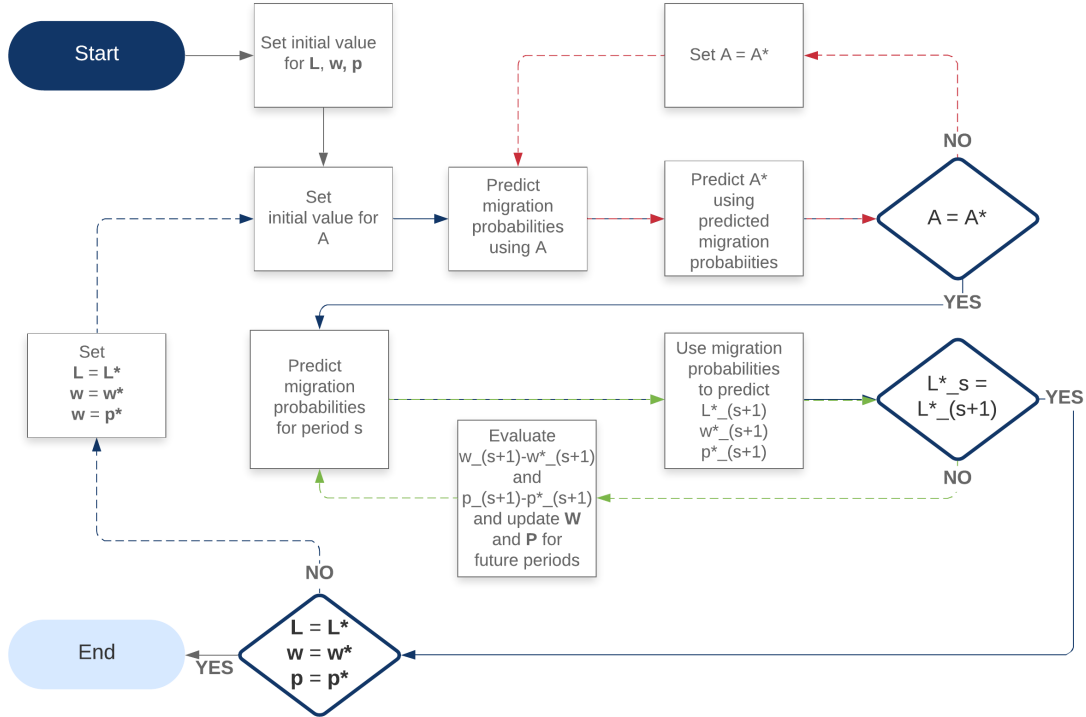 Start
Set initial value
for L, w, p
Set A = A*
NO
Set
initial value for
A
Predict
migration
probabilities
using A
Predict A*
using
predicted
migration
probabiities
A = A*
YES
Set
L = L*
w = w*
w = p*
Predict
migration
probabilities
for period s
Use migration
probabilities
to predict
L*_(s+1)
w*_(s+1)
p*_(s+1)
L*_s =
L*_(s+1)
YES
NO
Evaluate
w_(s+1)-w*_(s+1)
and
p_(s+1)-p*_(s+1)
and update W
and P for
future periods
NO
L = L*
w = w*
p = p*
YES
End